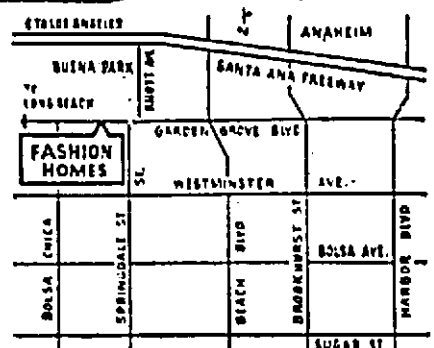 TO LOS ANGELES
N
ANAHEIM
BUENA PARK
KNOTT AVE
SANTA ANA FREEWAY
TO
LONG BEACH
GARDEN GROVE BLVD
FASHION
HOMES
ST.
WESTMINSTER AVE.
BOLSA CHICA
SPRINGDALE ST
BEACH BLVD
BROOKHURST ST
BOLSA AVE.
HARBOR BLVD
SUGAR ST